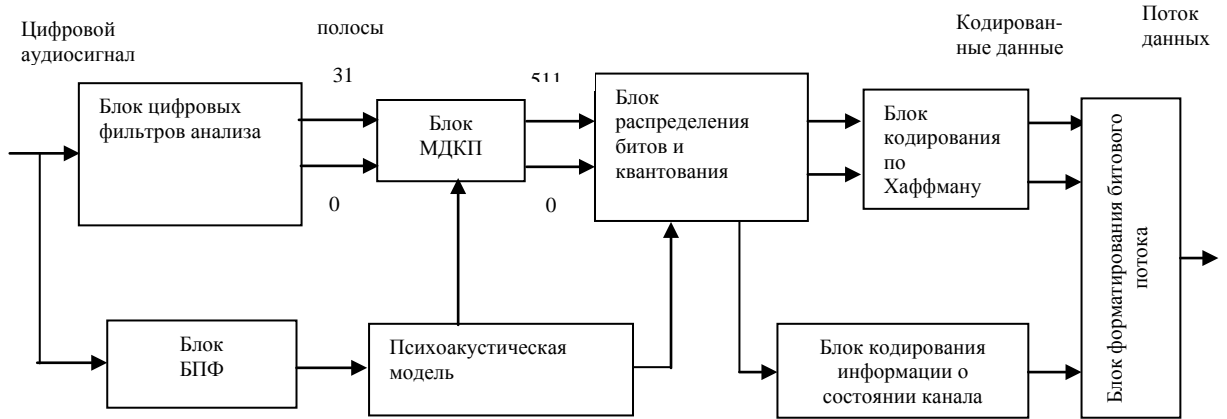 Цифровой
аудиосигнал
полосы
Кодирован-
ные данные
Поток
данных
31
511
Блок цифровых
фильтров анализа
Блок
МДКП
Блок
распределения
битов и
квантования
Блок
кодирования
по
Хаффману
0
0
Блок
БПФ
Психоакустическая
модель
Блок кодирования
информации о
состоянии канала
Блок форматирования битового
потока